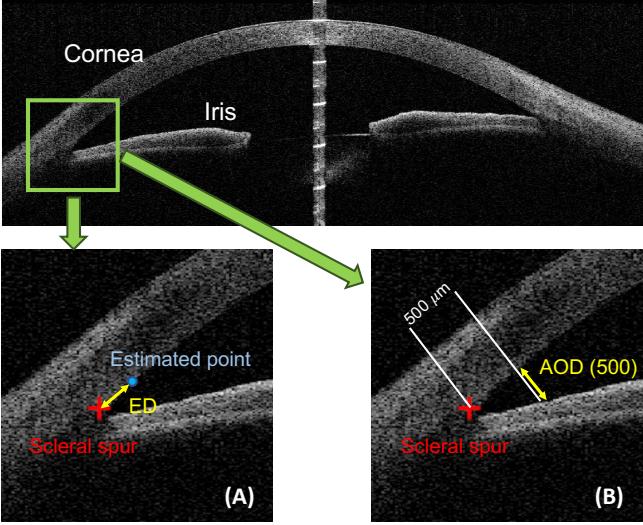 Cornea
Iris
Estimated point
ED
Scleral spur
(A)
500 μm
AOD (500)
Scleral spur
(B)